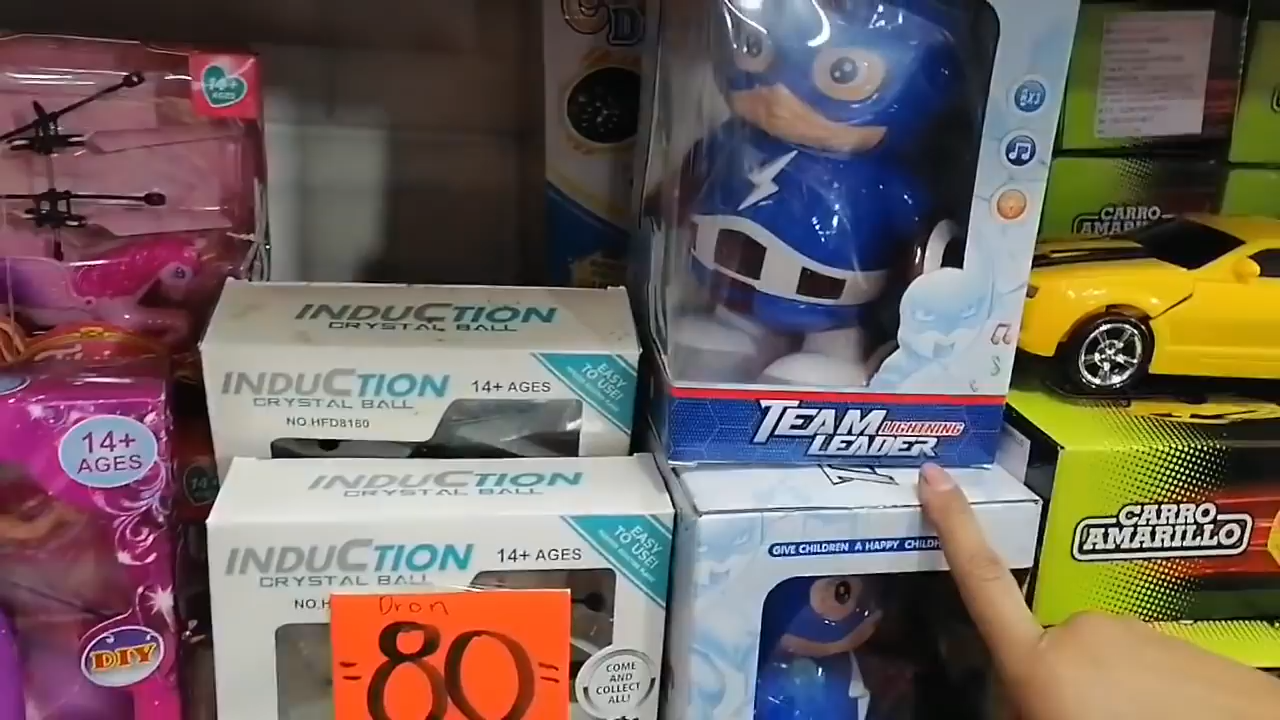 14+
AGES
INDUCTION
CRYSTAL BALL
INDUCTION
CRYSTAL BALL
14+ AGES
EASY
TO USE!
NO.HFD8160
TEAM
LIGHTNING
LEADER
CARRO
CARRO
AMARILLO
14+
AGES
INDUCTION
CRYSTAL BALL
INDUCTION
CRYSTAL BALL
14+ AGES
EASY
TO USE!
GIVE CHILDREN A HAPPY
Dron
=80=
COME
AND
COLLECT
ALL!
DIY